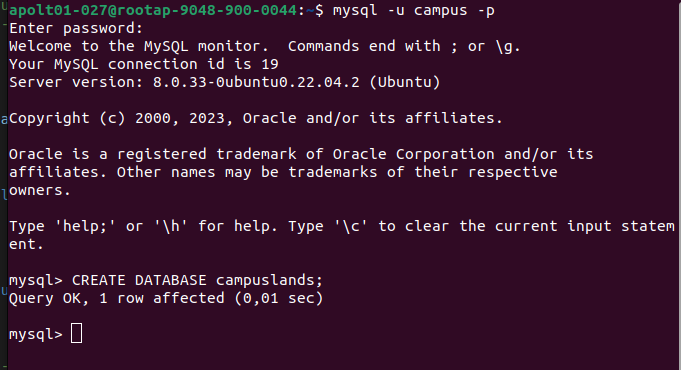 apolt01-027@rootap-9048-900-0044:~$ mysql -u campus -p
Enter password:
Welcome to the MySQL monitor.  Commands end with ; or \g.
Your MySQL connection id is 19
Server version: 8.0.33-0ubuntu0.22.04.2 (Ubuntu)

Copyright (c) 2000, 2023, Oracle and/or its affiliates.

Oracle is a registered trademark of Oracle Corporation and/or its
affiliates. Other names may be trademarks of their respective
owners.

Type 'help;' or '\h' for help. Type '\c' to clear the current input statem
ent.

mysql> CREATE DATABASE campuslands;
Query OK, 1 row affected (0,01 sec)

mysql>